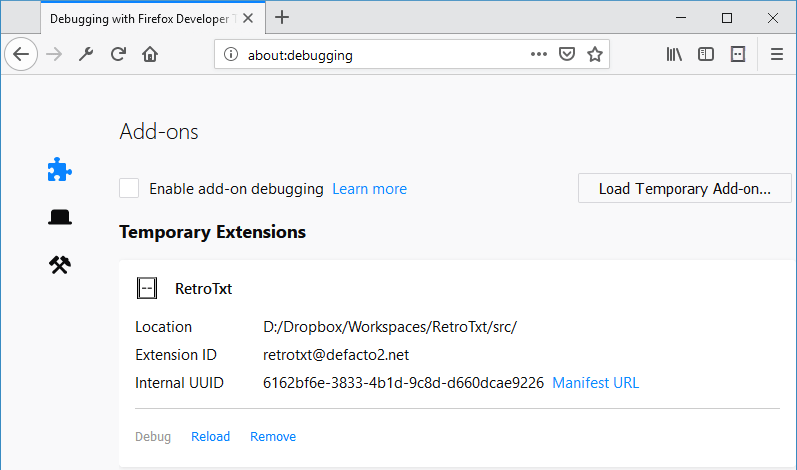 Debugging with Firefox Developer T
about:debugging
Add-ons
Enable add-on debugging Learn more
Load Temporary Add-on...
Temporary Extensions
RetroTxt
Location D:/Dropbox/Workspaces/RetroTxt/src/
Extension ID retrotxt@defacto2.net
Internal UUID 6162bf6e-3833-4b1d-9c8d-d660dcae9226 Manifest URL
Debug Reload Remove